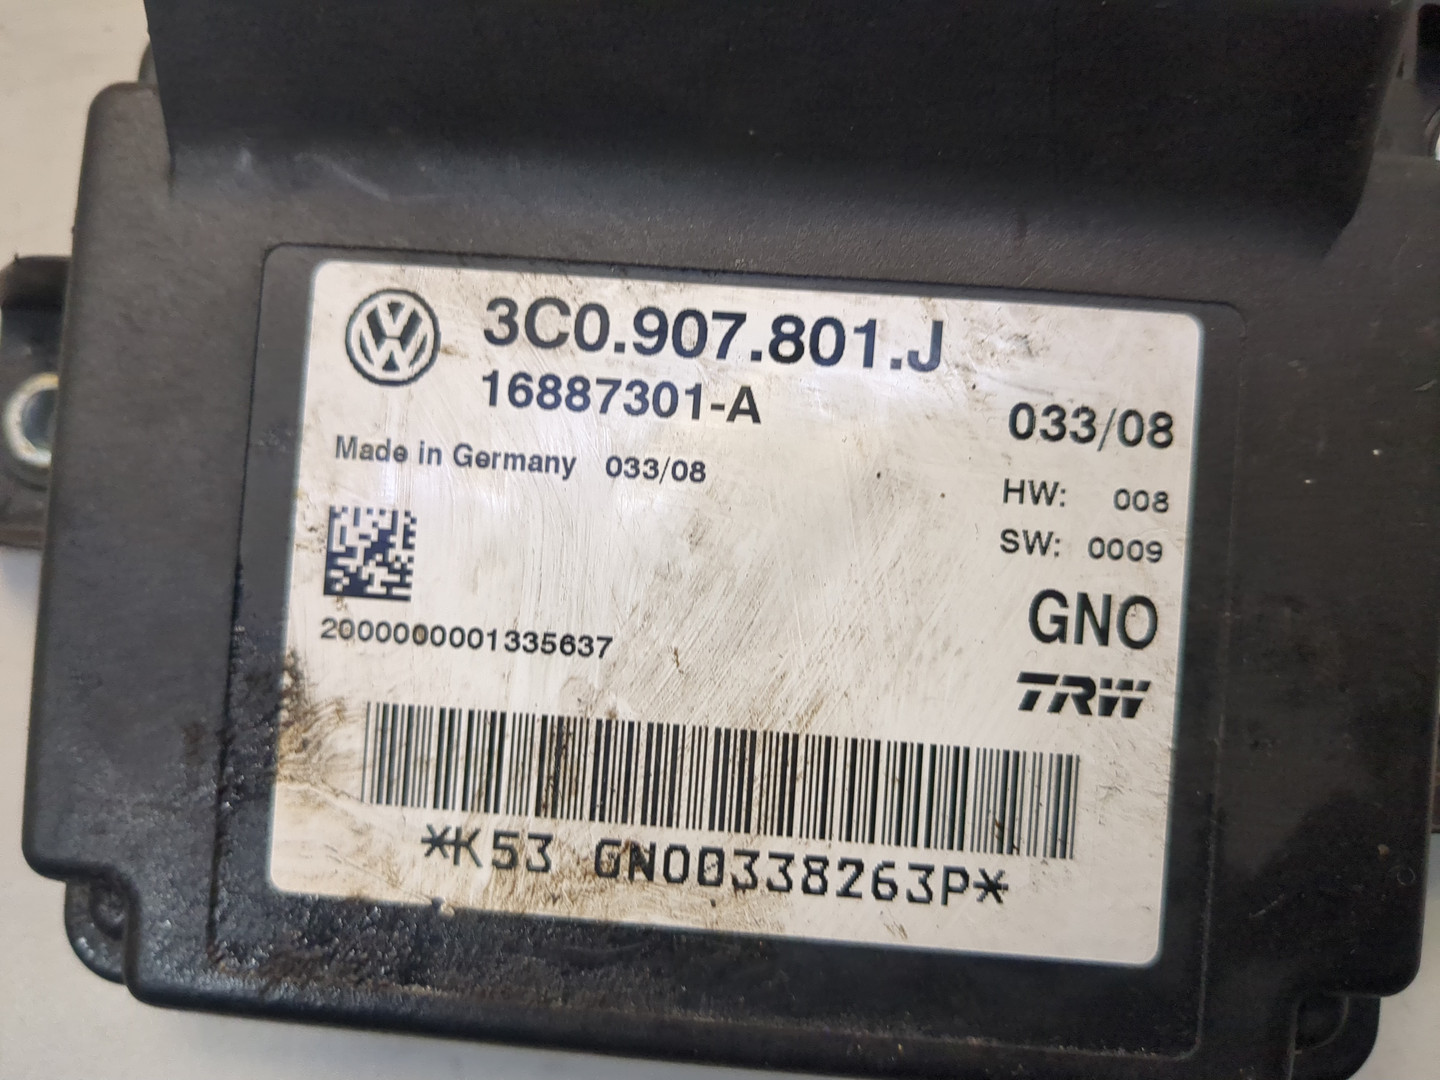 3C0.907.801.J
16887301-A
033/08
Made in Germany 033/08
HW: 008
SW: 0009
GNO
2000000001335637
TRW
*K53 GNO0338263P*